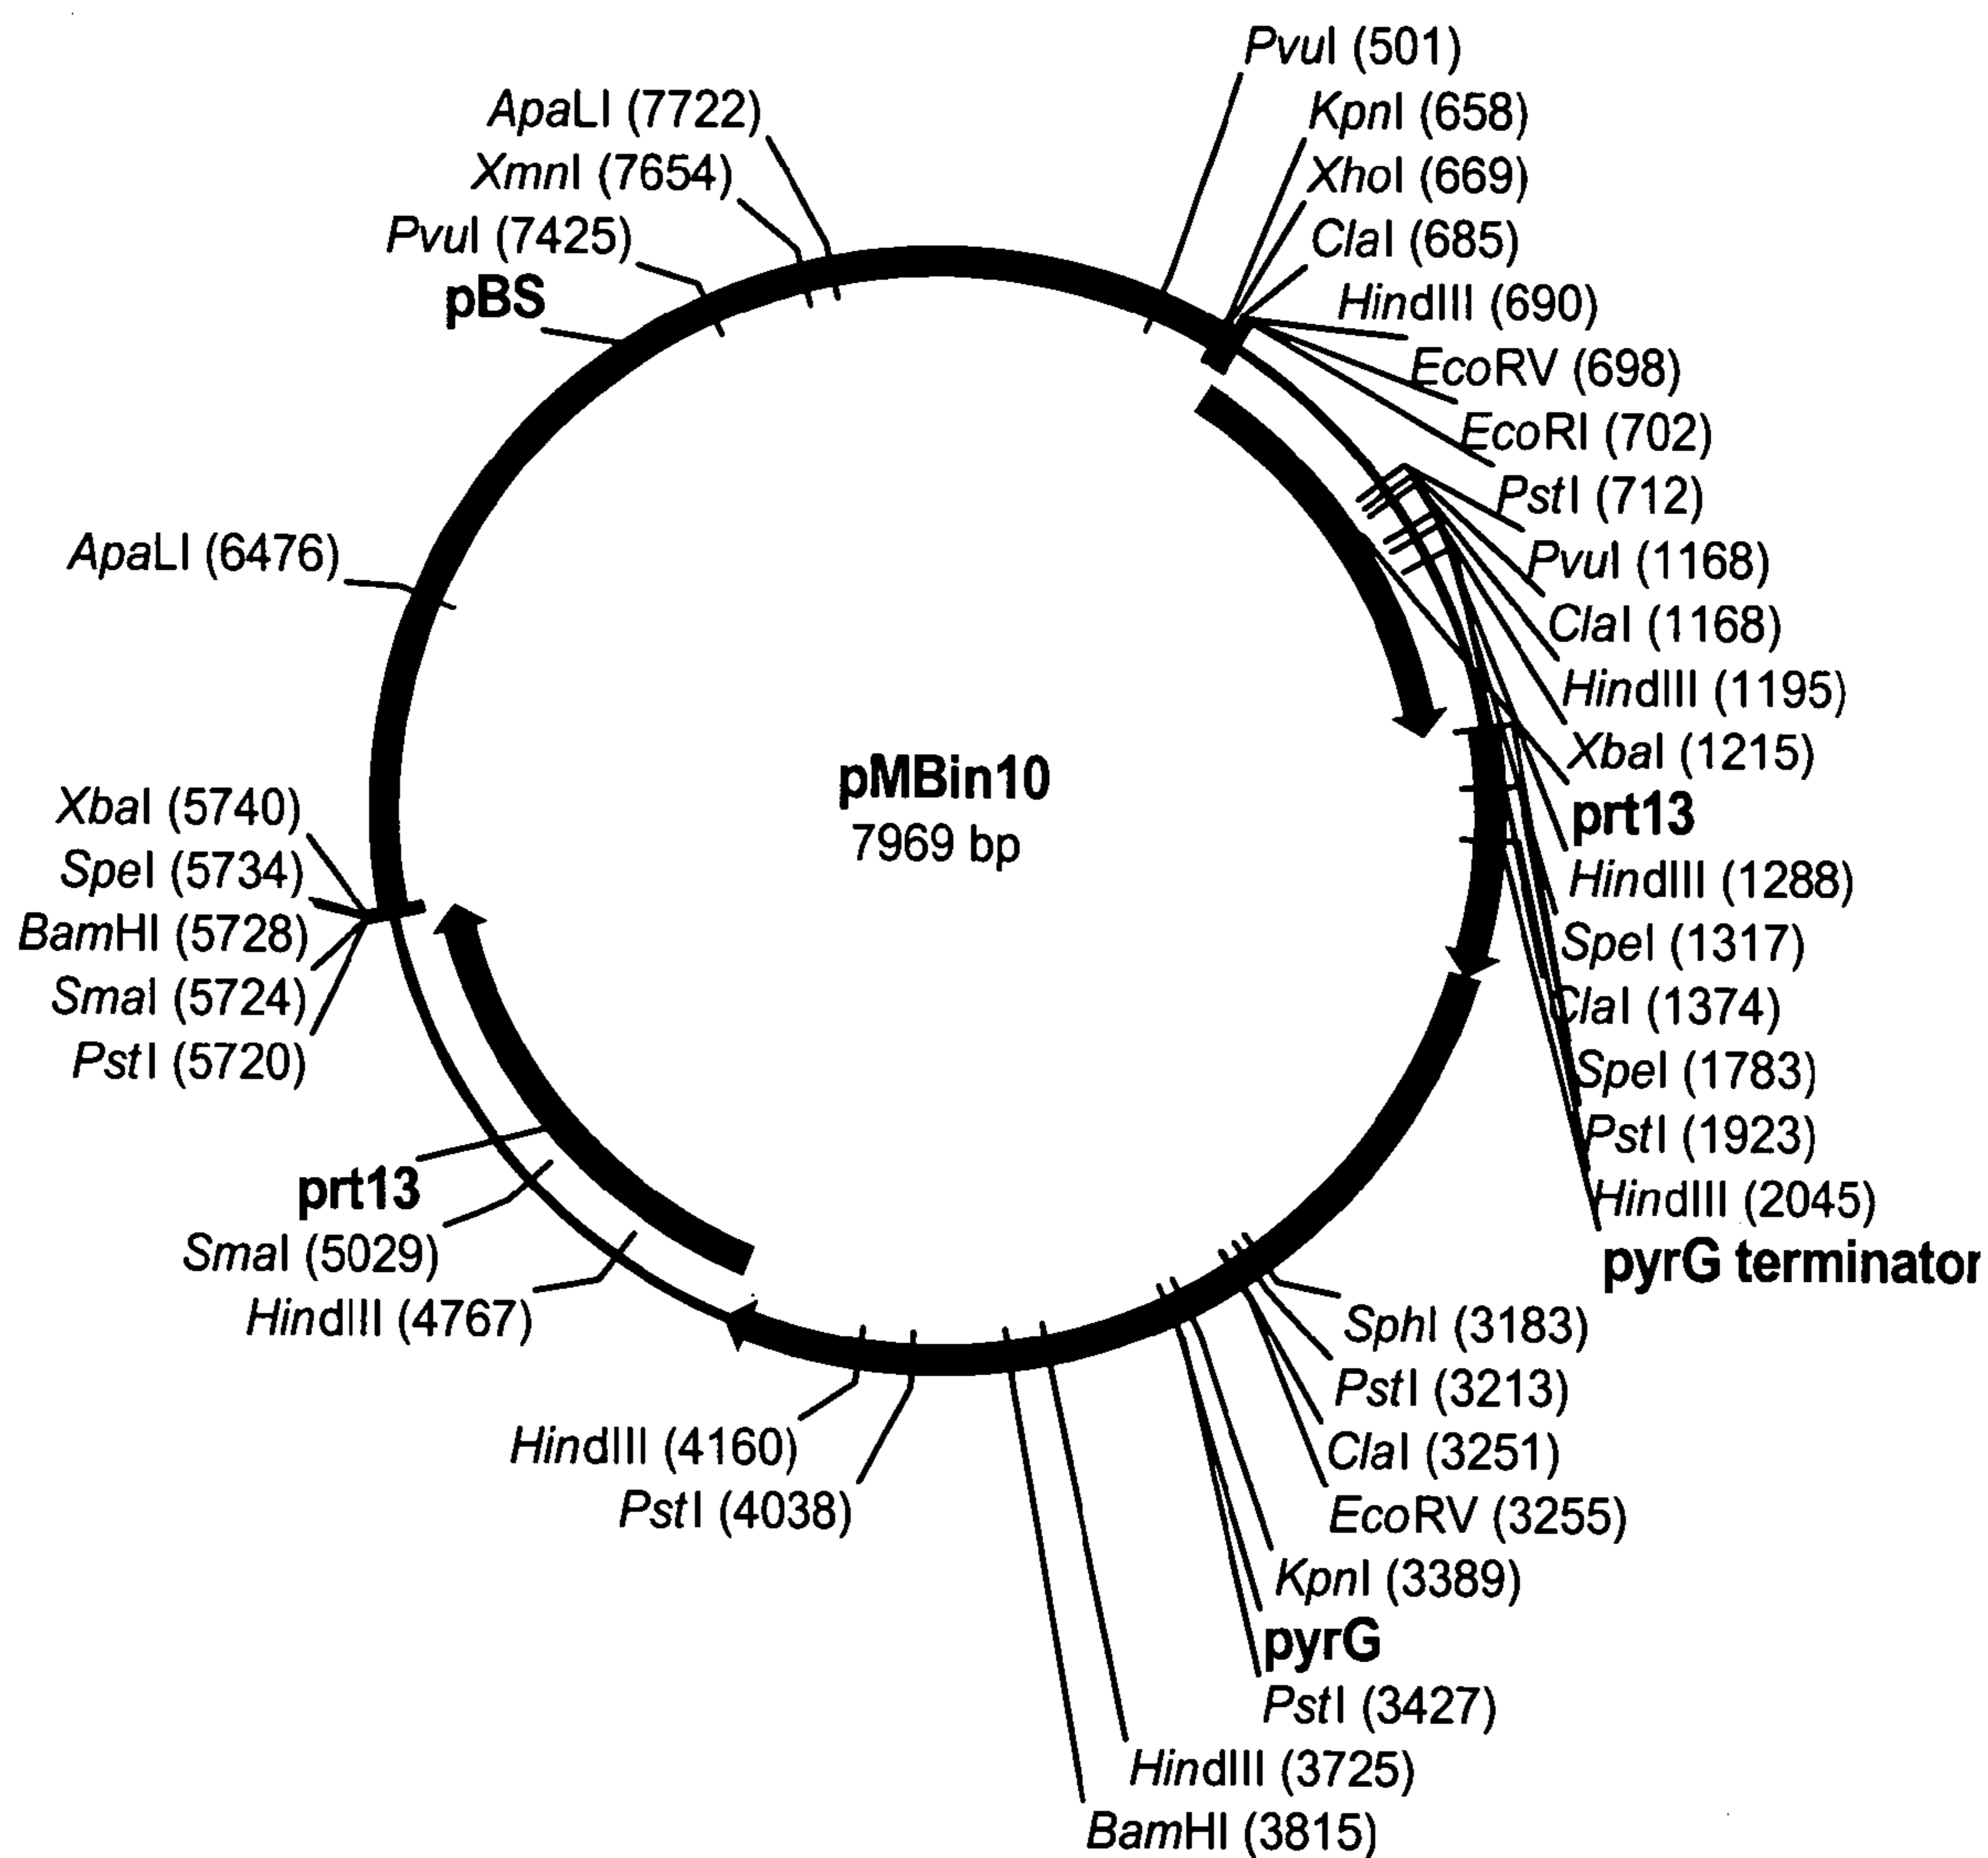 PvuI (501)
KpnI (658)
XhoI (669)
ClaI (685)
HindIII (690)
EcoRV (698)
EcoRI (702)
PstI (712)
PvuI (1168)
ClaI (1168)
HindIII (1195)
XbaI (1215)
prt13
HindIII (1288)
SpeI (1317)
ClaI (1374)
SpeI (1783)
PstI (1923)
HindIII (2045)
pyrG terminator
SphI (3183)
PstI (3213)
ClaI (3251)
EcoRV (3255)
KpnI (3389)
pyrG
PstI (3427)
HindIII (3725)
BamHI (3815)
PstI (4038)
HindIII (4160)
HindIII (4767)
SmaI (5029)
prt13
PstI (5720)
SmaI (5724)
BamHI (5728)
SpeI (5734)
XbaI (5740)
ApaLI (6476)
pBS
PvuI (7425)
XmnI (7654)
ApaLI (7722)
pMBin10
7969 bp